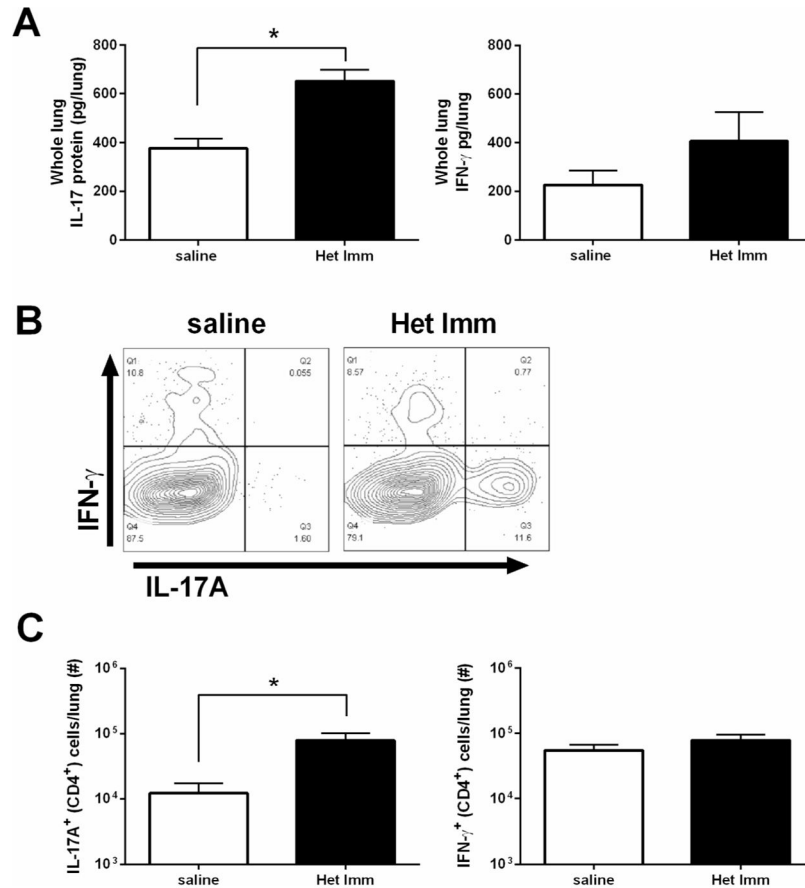 A
Whole lung
IL-17 protein (pg/lung)
800
600
400
200
0
*
saline
Het Imm
Whole lung
IFN-γ pg/lung
800
600
400
200
0
saline
Het Imm
B
saline
Het Imm
IFN-γ
Q1
10.8
Q2
0.055
Q4
87.5
Q3
1.60
Q1
8.57
Q2
0.77
Q4
79.1
Q3
11.6
IL-17A
C
IL-17A⁺ (CD4⁺) cells/lung (#)
10⁶
10⁵
10⁴
10³
*
saline
Het Imm
IFN-γ⁺ (CD4⁺) cells/lung (#)
10⁶
10⁵
10⁴
10³
saline
Het Imm